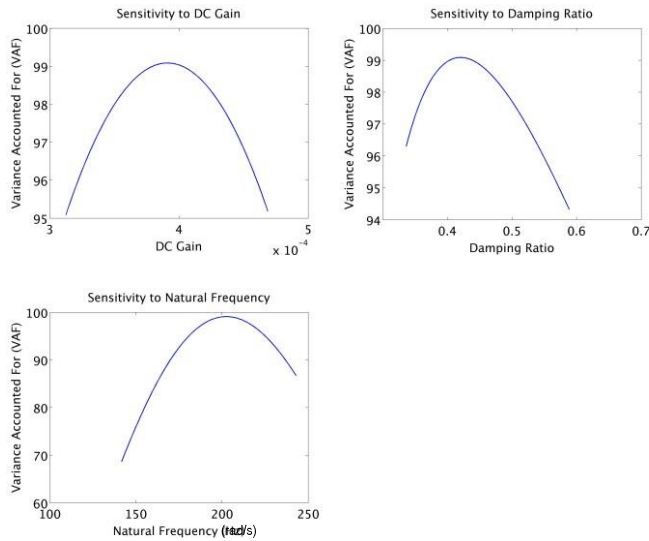 Sensitivity to DC Gain
Variance Accounted For (VAF)
100
99
98
97
96
95
3
4
5
x 10⁻⁴
DC Gain
Sensitivity to Damping Ratio
Variance Accounted For (VAF)
100
99
98
97
96
95
94
0.4
0.5
0.6
0.7
Damping Ratio
Sensitivity to Natural Frequency
Variance Accounted For (VAF)
100
90
80
70
60
100
150
200
250
Natural Frequency (rad/s)